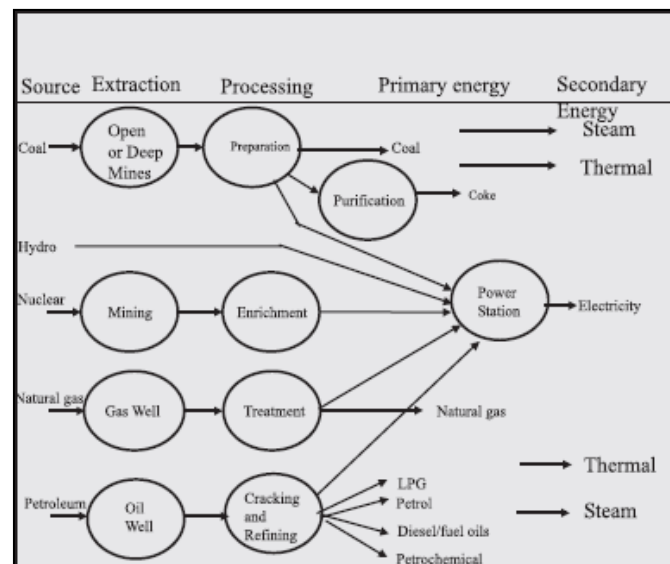 Source Extraction Processing Primary energy Secondary
Energy
Steam
Coal
Open
or Deep
Mines
Preparation
Coal
Thermal
Purification
Coke
Hydro
Nuclear
Mining
Enrichment
Power
Station
Electricity
Natural gas
Gas Well
Treatment
Natural gas
Thermal
Petroleum
Oil
Well
Cracking
and
Refining
LPG
Petrol
Diesel/fuel oils
Petrochemical
Steam